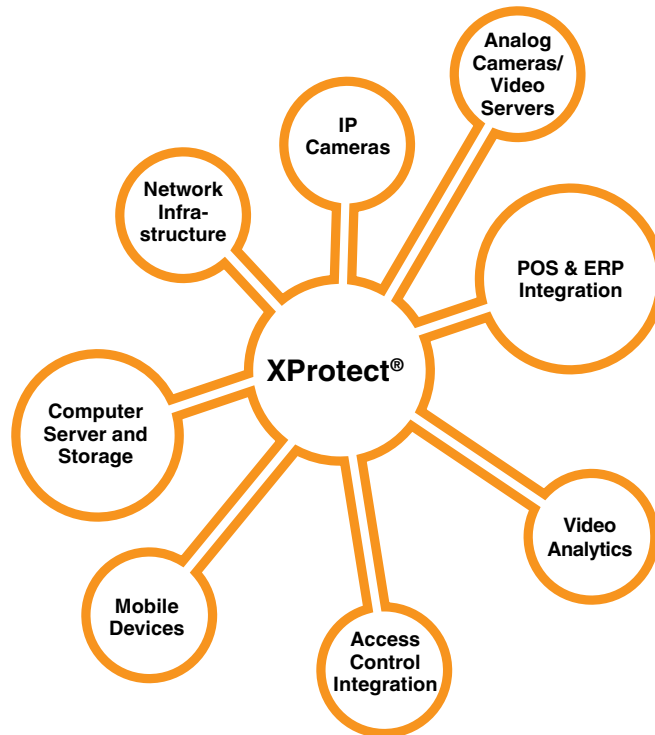 Analog
Cameras/
Video
Servers
IP
Cameras
Network
Infra-
structure
POS & ERP
Integration
XProtect®
Computer
Server and
Storage
Video
Analytics
Mobile
Devices
Access
Control
Integration